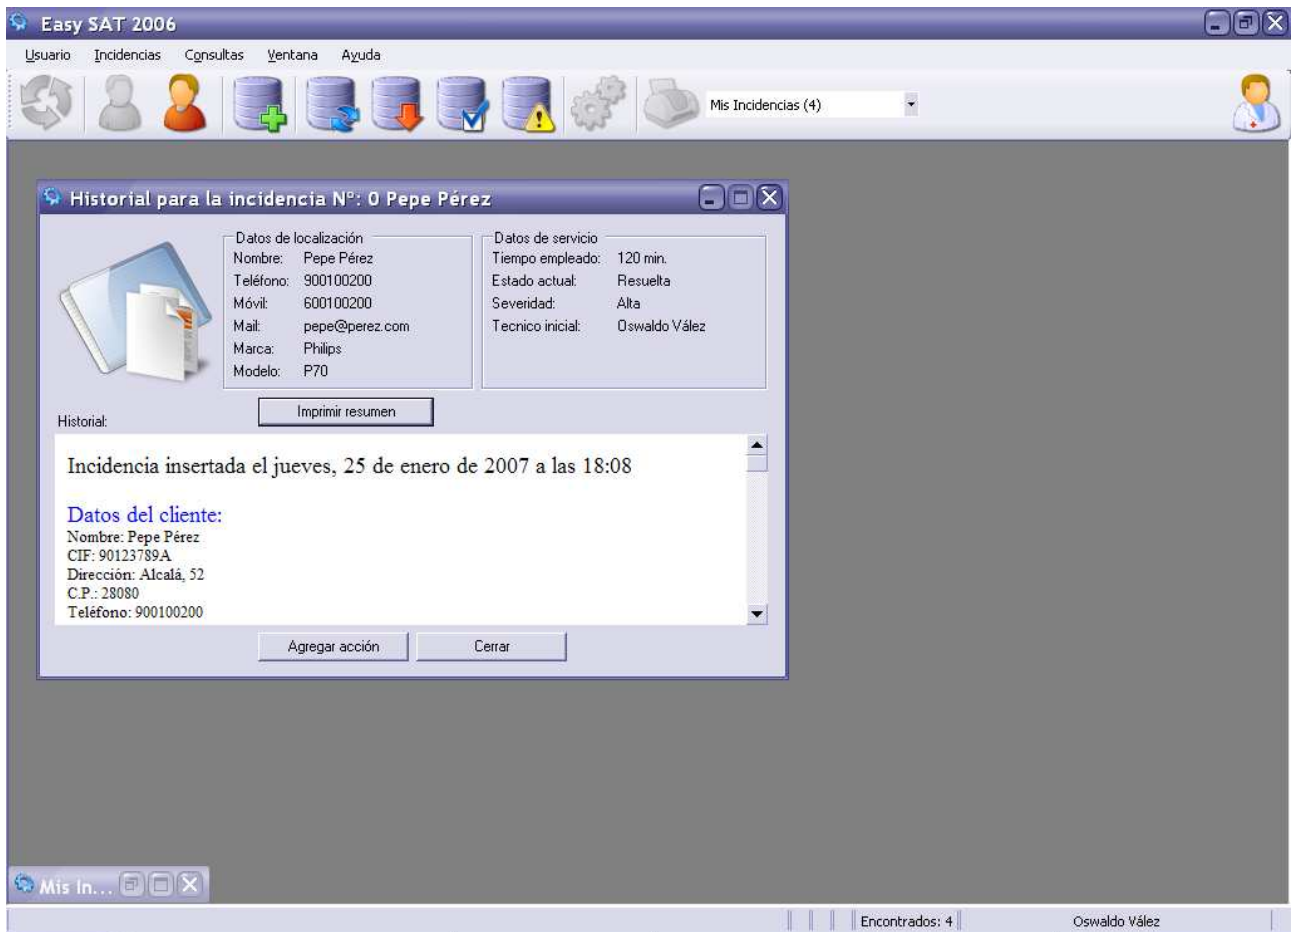 Easy SAT 2006
Usuario Incidencias Consultas Ventana Ayuda
Mis Incidencias (4)
Historial para la incidencia Nº: 0 Pepe Pérez
Datos de localización
Nombre: Pepe Pérez
Teléfono: 900100200
Móvil: 600100200
Mail: pepe@perez.com
Marca: Philips
Modelo: P70
Datos de servicio
Tiempo empleado: 120 min.
Estado actual: Resuelta
Severidad: Alta
Tecnico inicial: Oswaldo Vález
Imprimir resumen
Historial:
Incidencia insertada el jueves, 25 de enero de 2007 a las 18:08
Datos del cliente:
Nombre: Pepe Pérez
CIF: 90123789A
Dirección: Alcalá, 52
C.P.: 28080
Teléfono: 900100200
Agregar acción Cerrar
Mis In...
Encontrados: 4 Oswaldo Vález